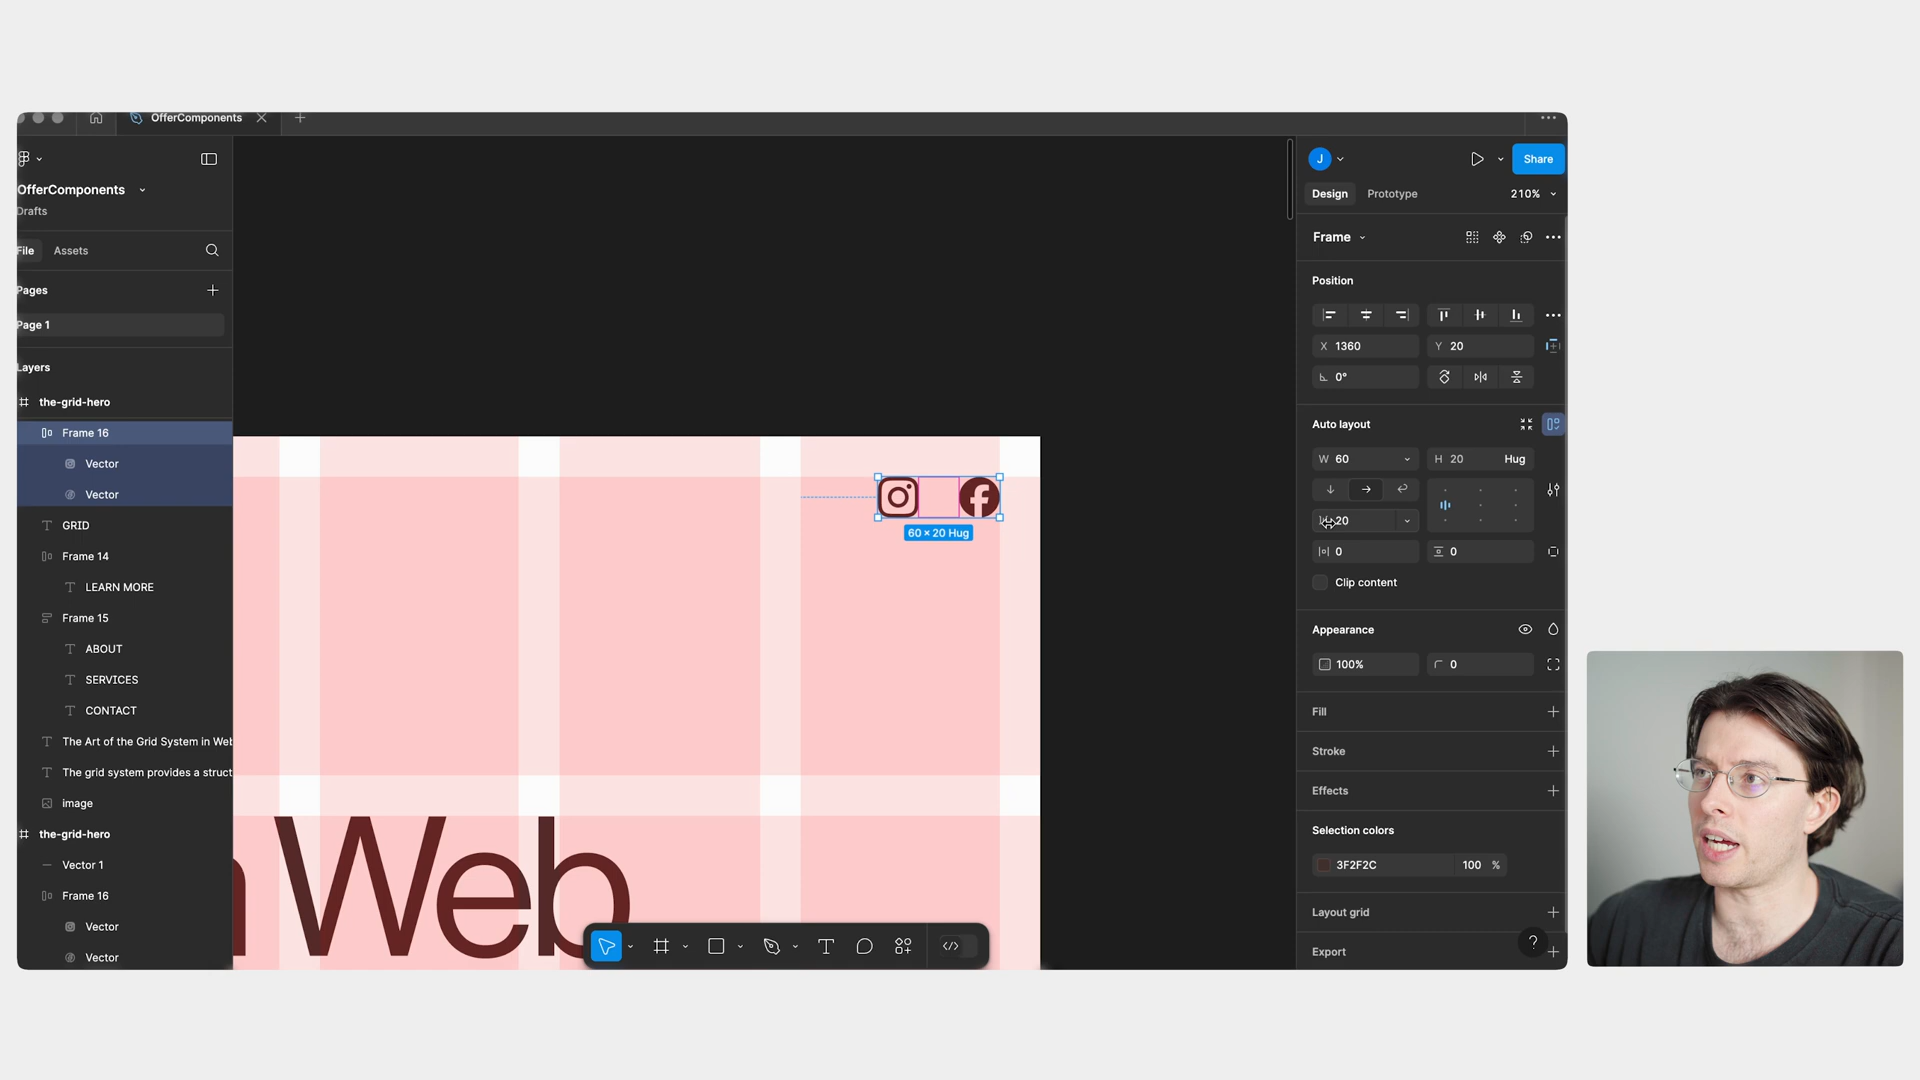 OfferComponents
J
Share
OfferComponents
Drafts
Design
Prototype
210%
File
Assets
Frame
Pages
Position
Page 1
X 1360
Y 20
Layers
0°
the-grid-hero
Auto layout
Frame 16
Vector
W 60
H 20
Hug
Vector
60 × 20 Hug
GRID
20
Frame 14
0
0
LEARN MORE
Clip content
Frame 15
Appearance
ABOUT
100%
0
SERVICES
CONTACT
Fill
The Art of the Grid System in Web
Stroke
The grid system provides a struct
image
Effects
the-grid-hero
Selection colors
Vector 1
3F2F2C
100 %
n Web
Frame 16
Layout grid
Vector
?
Vector
Export